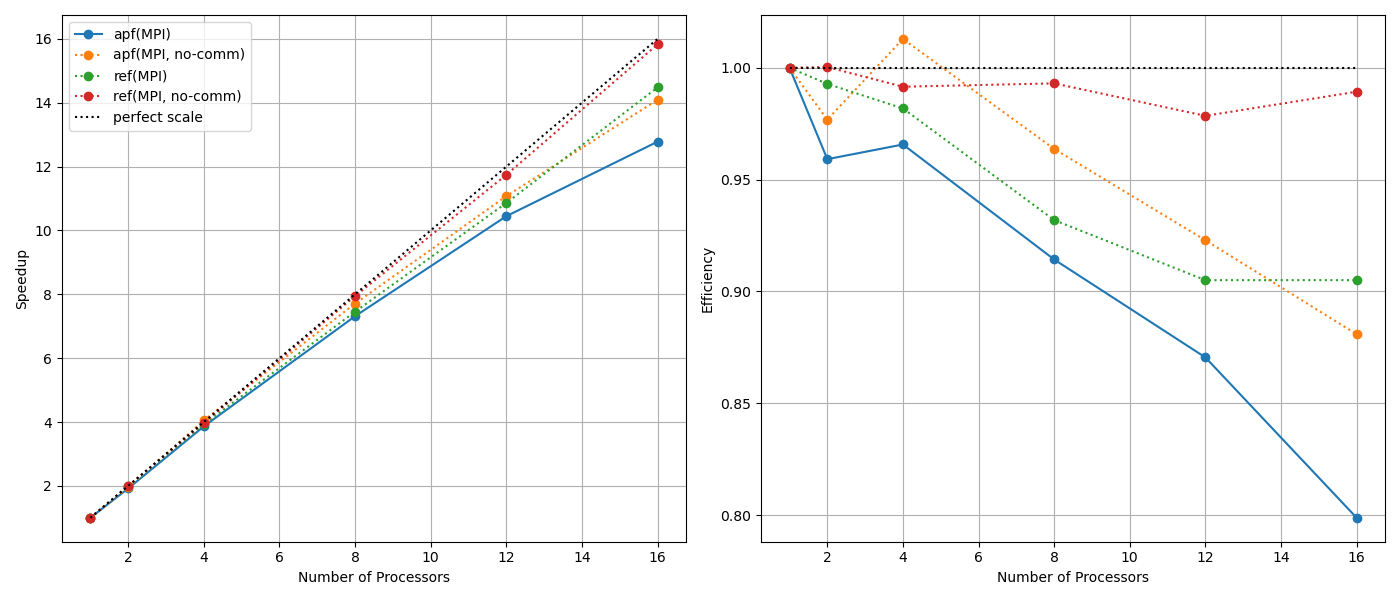 16
14
12
10
8
6
4
2
Speedup
apf(MPI)
apf(MPI, no-comm)
ref(MPI)
ref(MPI, no-comm)
perfect scale
2 4 6 8 10 12 14 16
Number of Processors
1.00
0.95
0.90
0.85
0.80
Efficiency
2 4 6 8 10 12 14 16
Number of Processors